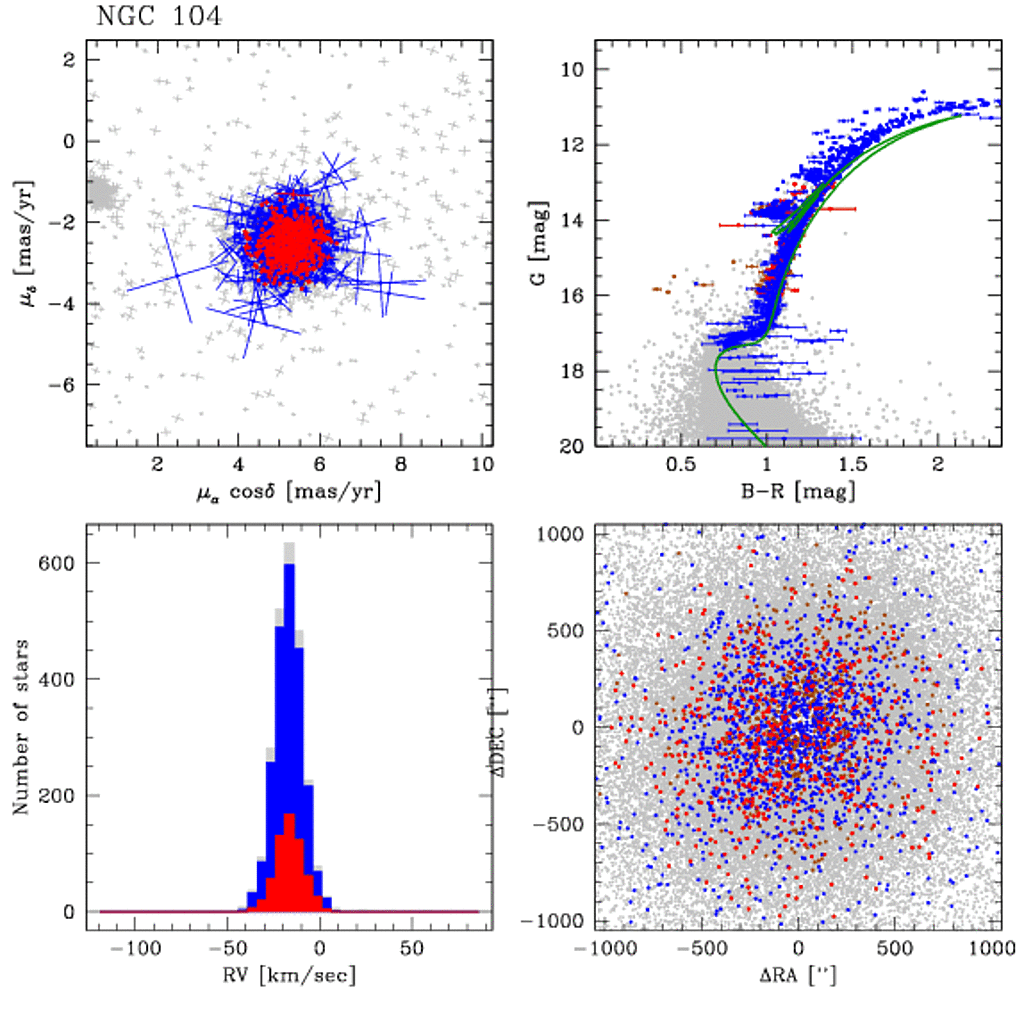 NGC 104
2
0
−2
−4
−6
μδ [mas/yr]
2 4 6 8 10
μα cosδ [mas/yr]
10
12
14
16
18
20
G [mag]
0.5 1 1.5 2
B−R [mag]
600
400
200
0
Number of stars
−100 −50 0 50
RV [km/sec]
1000
500
0
−500
−1000
ΔDEC ["]
−1000 −500 0 500 1000
ΔRA ["]